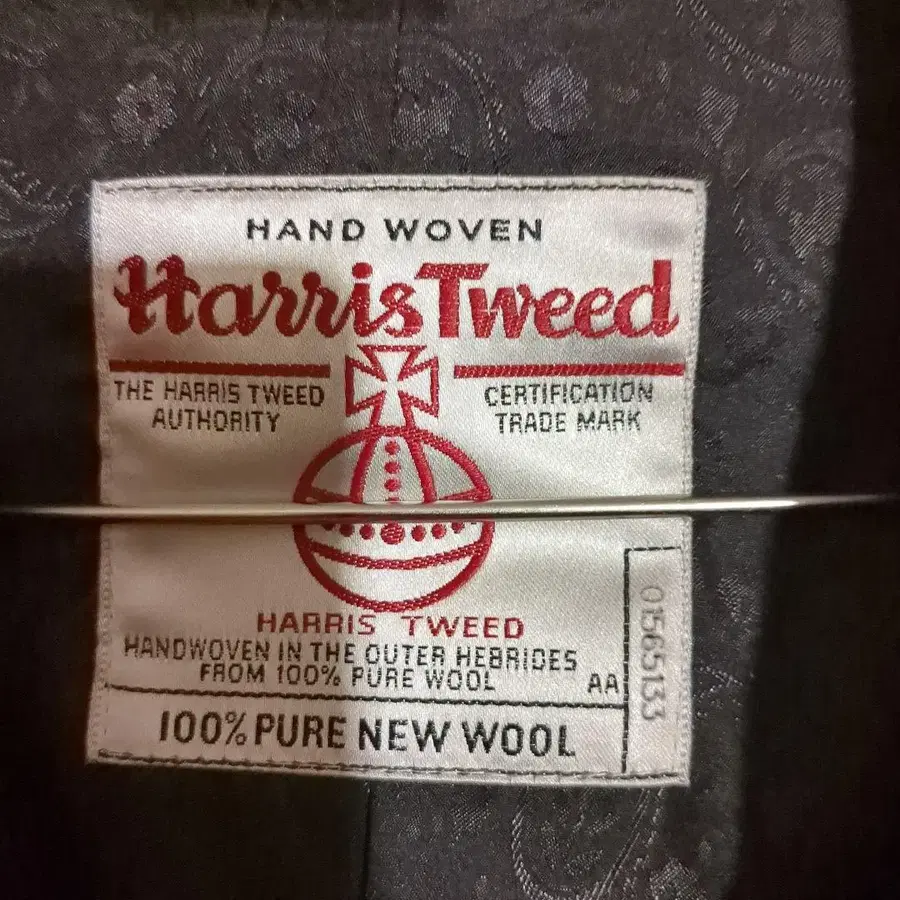 HAND WOVEN
Harris Tweed
THE HARRIS TWEED
AUTHORITY
CERTIFICATION
TRADE MARK
HARRIS TWEED
HANDWOVEN IN THE OUTER HEBRIDES
FROM 100% PURE WOOL
AA
01565133
100% PURE NEW WOOL